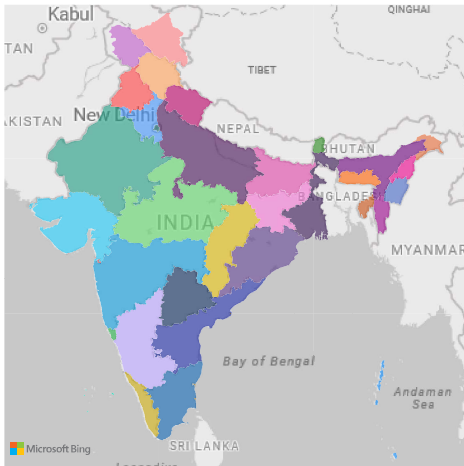 Kabul
QINGHAI
TAN
TIBET
New Delhi
AKISTAN
NEPAL
BHUTAN
BANGLADESH
INDIA
MYANMAR
Bay of Bengal
Andaman
Sea
Microsoft Bing
SRI LANKA